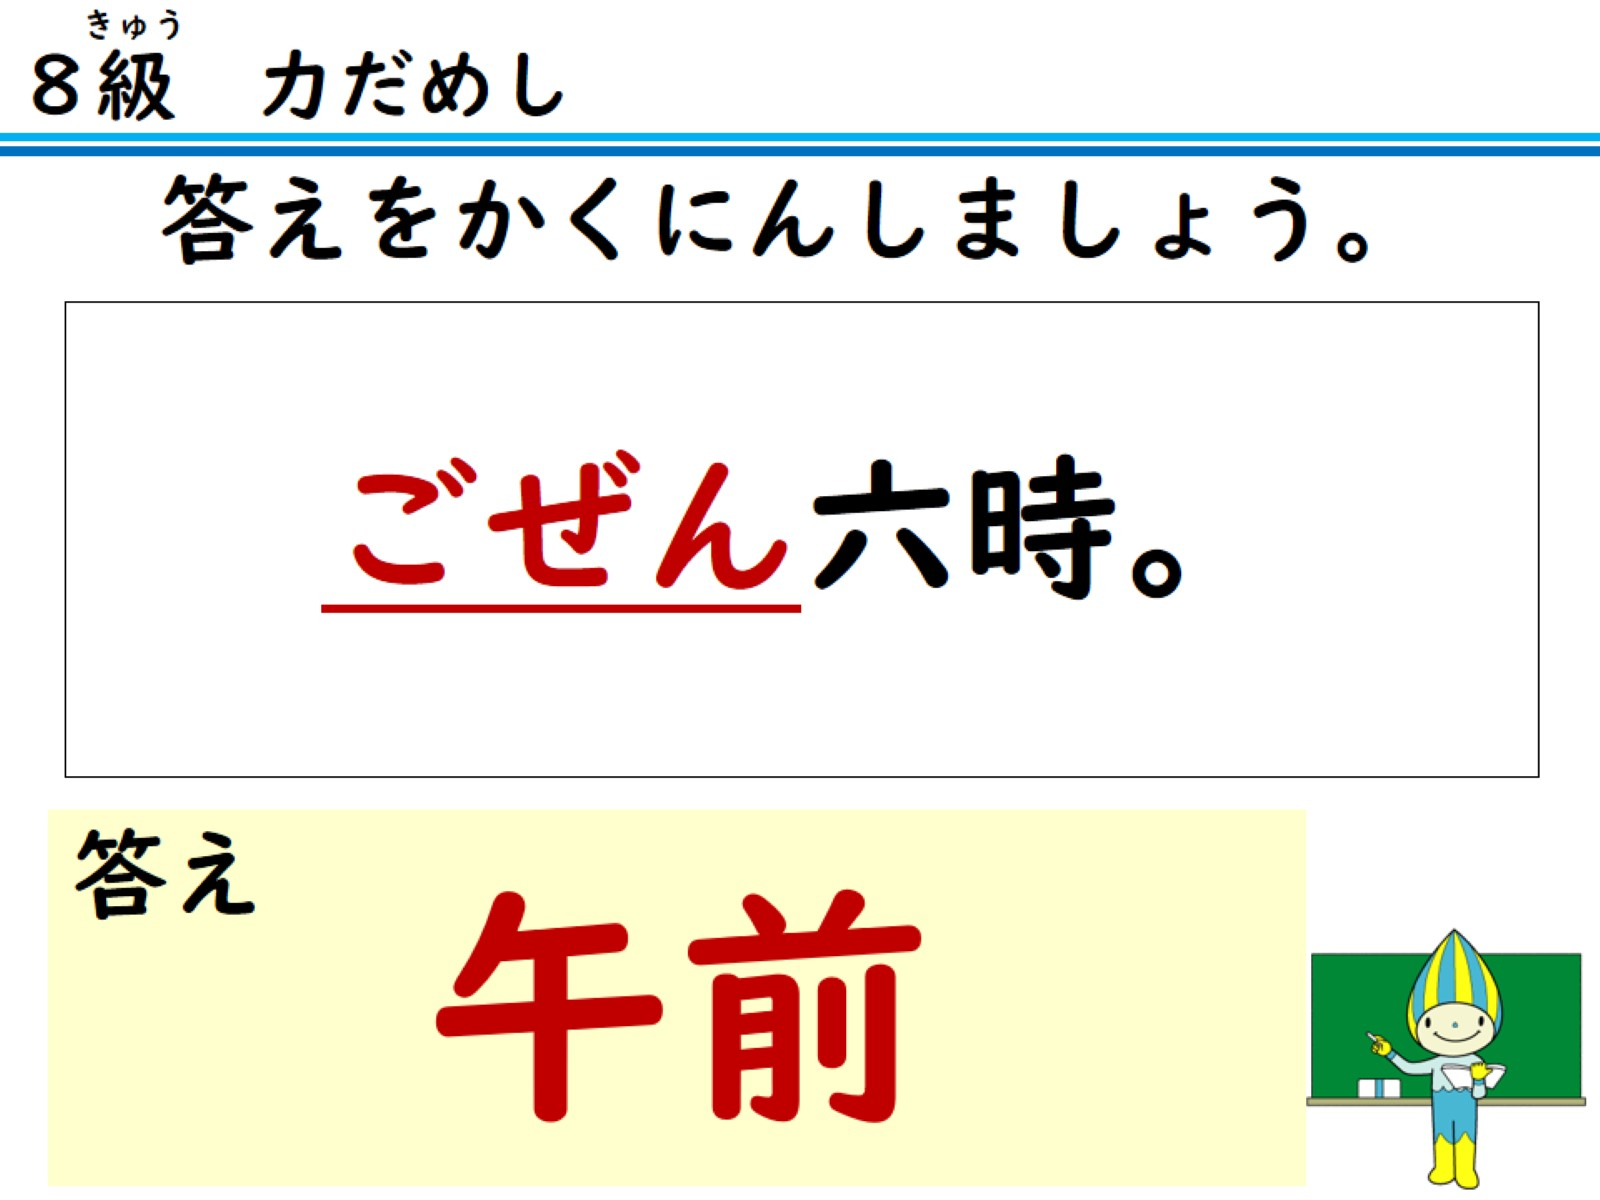 きゅう
８級　力だめし
答えをかくにんしましょう。
ごぜん六時。
答え
午前